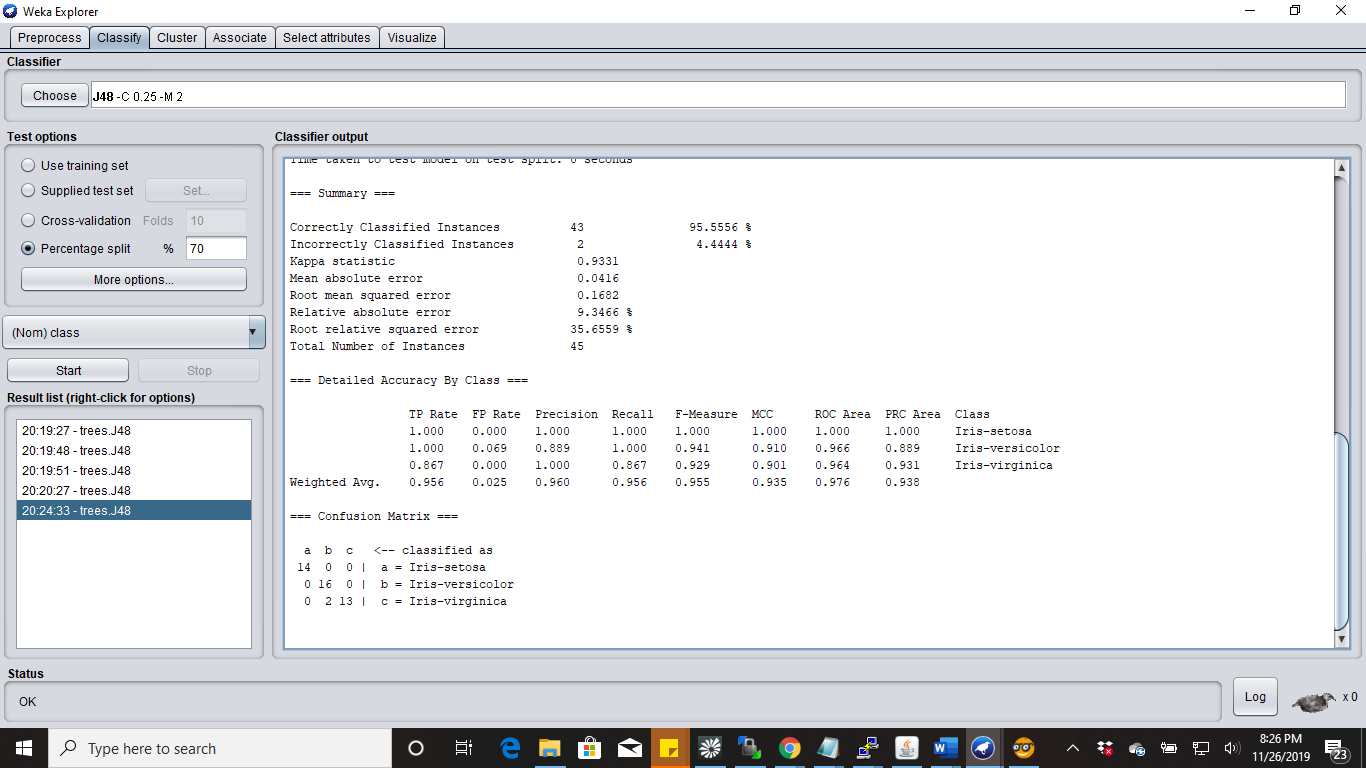 Weka Explorer
Preprocess Classify Cluster Associate Select attributes Visualize
Classifier
Choose J48 -C 0.25 -M 2
Test options
Use training set
Supplied test set Set...
Cross-validation Folds 10
Percentage split % 70
More options...
(Nom) class
Start Stop
Result list (right-click for options)
20:19:27 - trees.J48
20:19:48 - trees.J48
20:19:51 - trees.J48
20:20:27 - trees.J48
20:24:33 - trees.J48
Classifier output
Time taken to test model on test split: 0 seconds
=== Summary ===
Correctly Classified Instances 43 95.5556 %
Incorrectly Classified Instances 2 4.4444 %
Kappa statistic 0.9331
Mean absolute error 0.0416
Root mean squared error 0.1682
Relative absolute error 9.3466 %
Root relative squared error 35.6559 %
Total Number of Instances 45
=== Detailed Accuracy By Class ===
TP Rate FP Rate Precision Recall F-Measure MCC ROC Area PRC Area Class
1.000 0.000 1.000 1.000 1.000 1.000 1.000 1.000 Iris-setosa
1.000 0.069 0.889 1.000 0.941 0.910 0.966 0.889 Iris-versicolor
0.867 0.000 1.000 0.867 0.929 0.901 0.964 0.931 Iris-virginica
Weighted Avg. 0.956 0.025 0.960 0.956 0.955 0.935 0.976 0.938
=== Confusion Matrix ===
a b c <-- classified as
14 0 0 | a = Iris-setosa
0 16 0 | b = Iris-versicolor
0 2 13 | c = Iris-virginica
Status
OK
Log x 0
Type here to search
8:26 PM
11/26/2019
23